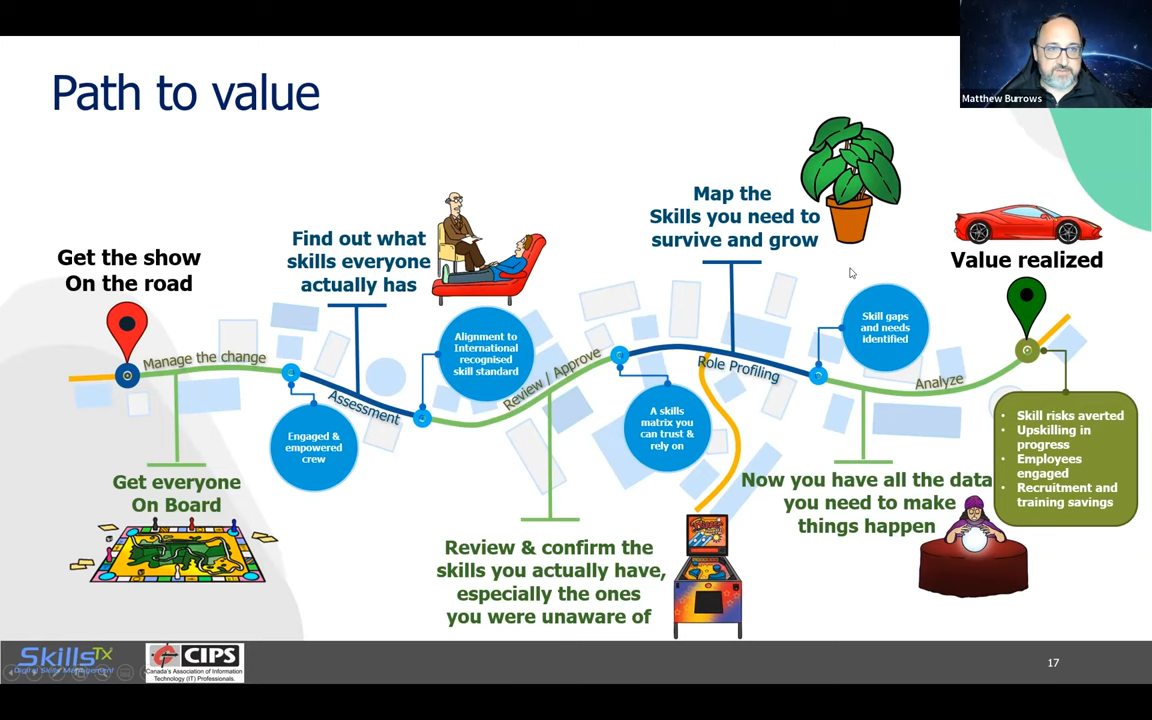 Path to value
Matthew Burrows
Get the show
On the road
Manage the change
Get everyone
On Board
Engaged &
empowered
crew
Find out what
skills everyone
actually has
Assessment
Alignment to
International
recognised
skill standard
Review / Approve
Review & confirm the
skills you actually have,
especially the ones
you were unaware of
A skills
matrix you
can trust &
rely on
Map the
Skills you need to
survive and grow
Role Profiling
Skill gaps
and needs
identified
Analyze
Now you have all the data
you need to make
things happen
Value realized
• Skill risks averted
• Upskilling in
progress
• Employees
engaged
• Recruitment and
training savings
SkillsTX
Digital Skills Management
CIPS
Canada's Association of Information
Technology (IT) Professionals.
17